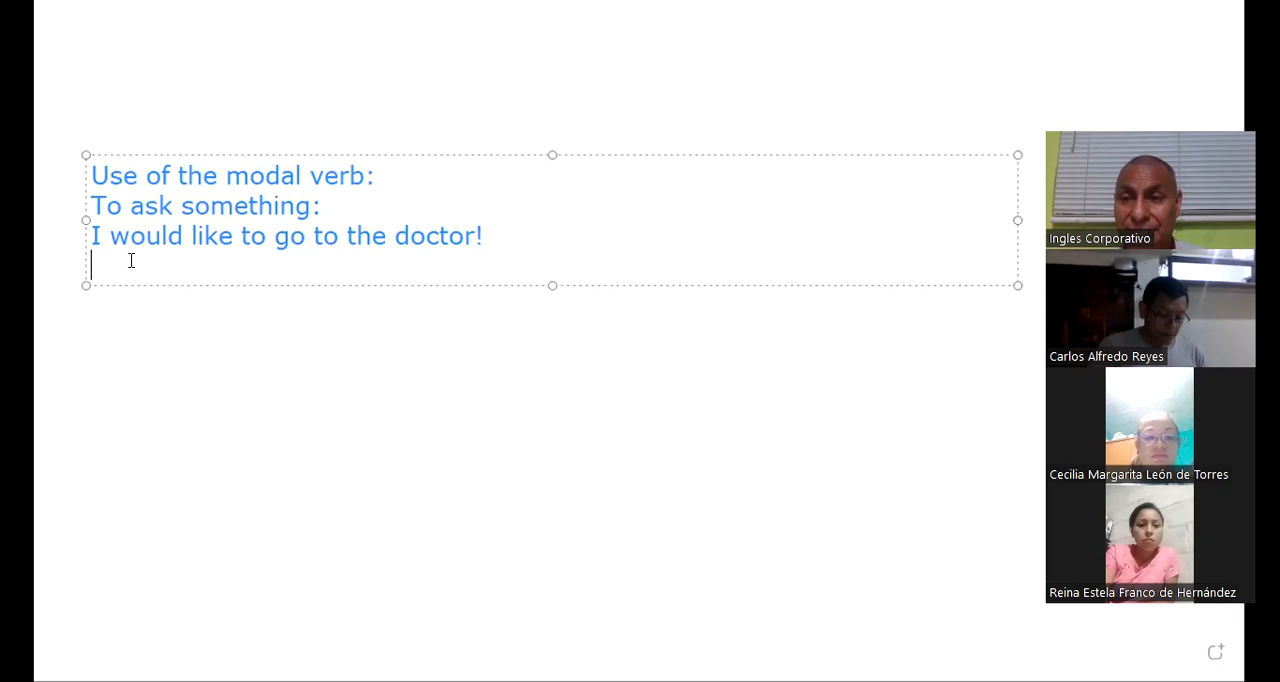 Use of the modal verb:
To ask something:
I would like to go to the doctor!
Ingles Corporativo
Carlos Alfredo Reyes
Cecilia Margarita León de Torres
Reina Estela Franco de Hernández